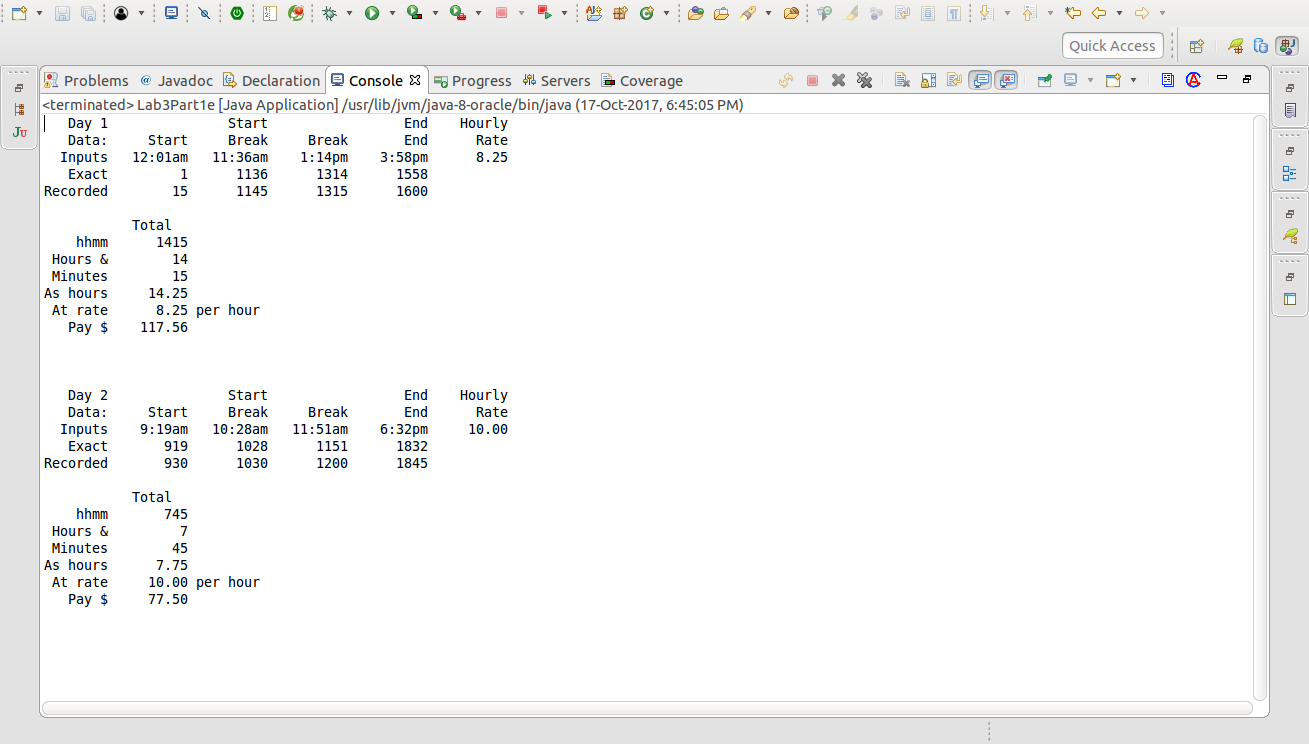 Quick Access
Problems @ Javadoc Declaration Console Progress Servers Coverage
<terminated> Lab3Part1e [Java Application] /usr/lib/jvm/java-8-oracle/bin/java (17-Oct-2017, 6:45:05 PM)
Day 1 Start End Hourly
Data: Start Break Break End Rate
Inputs 12:01am 11:36am 1:14pm 3:58pm 8.25
Exact 1 1136 1314 1558
Recorded 15 1145 1315 1600
Total
hhmm 1415
Hours & 14
Minutes 15
As hours 14.25
At rate 8.25 per hour
Pay $ 117.56
Day 2 Start End Hourly
Data: Start Break Break End Rate
Inputs 9:19am 10:28am 11:51am 6:32pm 10.00
Exact 919 1028 1151 1832
Recorded 930 1030 1200 1845
Total
hhmm 745
Hours & 7
Minutes 45
As hours 7.75
At rate 10.00 per hour
Pay $ 77.50